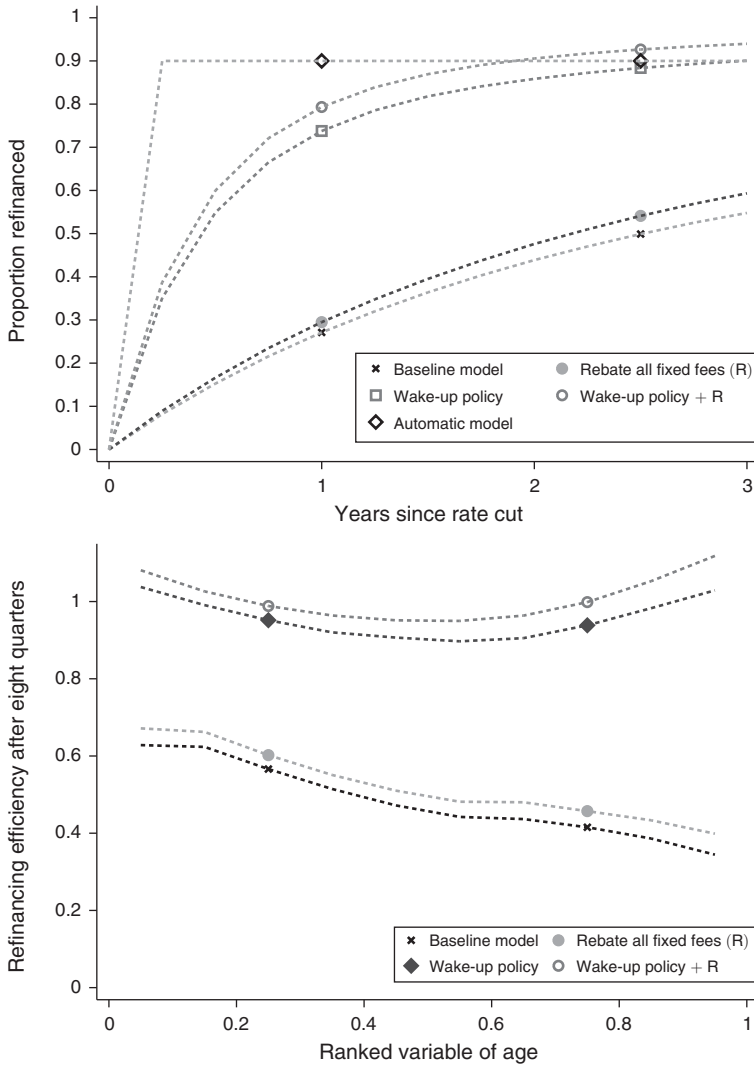 Proportion refinanced
1
0.9
0.8
0.7
0.6
0.5
0.4
0.3
0.2
0.1
0
Baseline model
Rebate all fixed fees (R)
Wake-up policy
Wake-up policy + R
Automatic model
0 1 2 3
Years since rate cut
Refinancing efficiency after eight quarters
1
0.8
0.6
0.4
0.2
0
Baseline model
Rebate all fixed fees (R)
Wake-up policy
Wake-up policy + R
0 0.2 0.4 0.6 0.8 1
Ranked variable of age